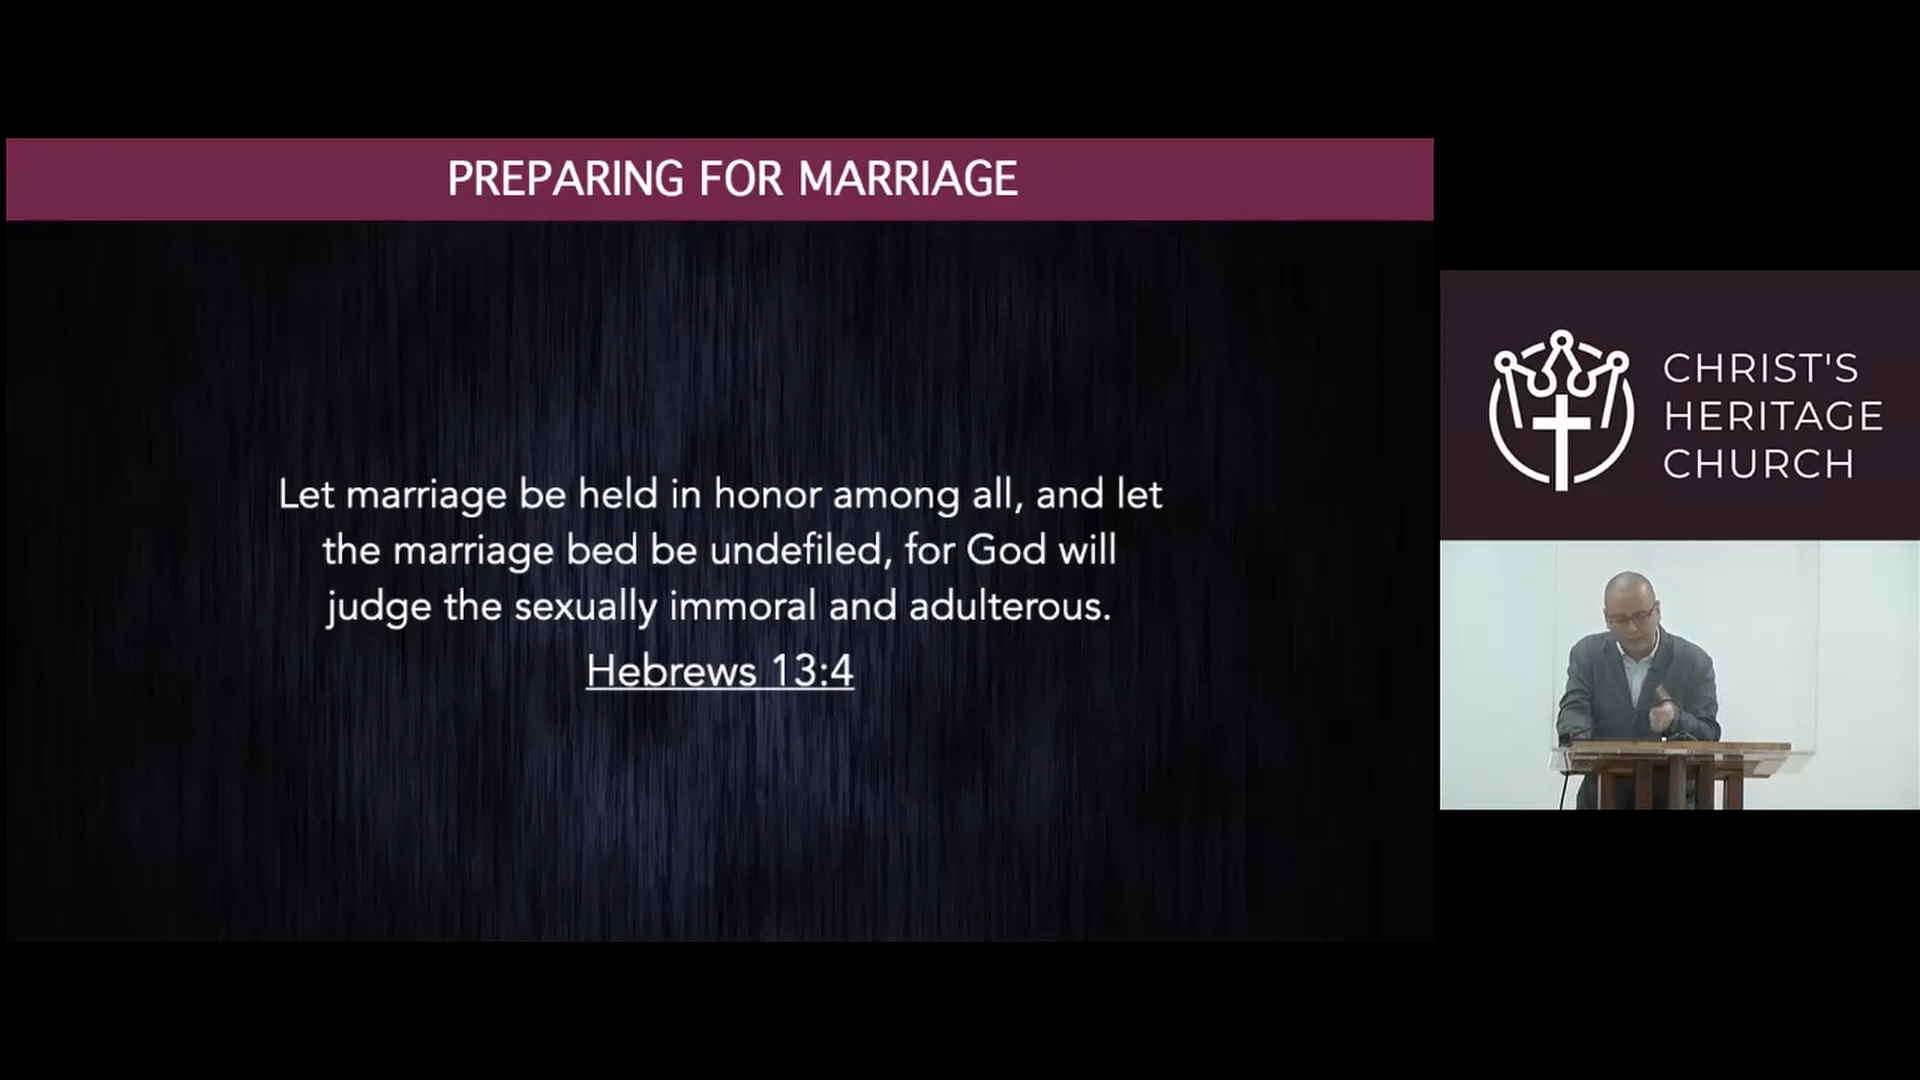 PREPARING FOR MARRIAGE
Let marriage be held in honor among all, and let
the marriage bed be undefiled, for God will
judge the sexually immoral and adulterous.
Hebrews 13:4
CHRIST'S
HERITAGE
CHURCH